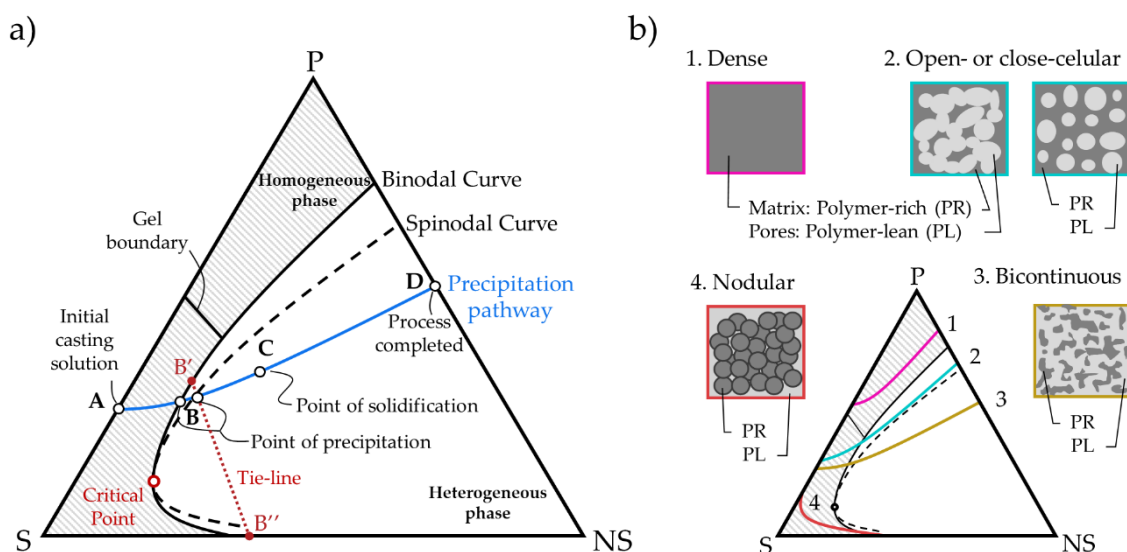 a)
P
Homogeneous
phase
Binodal Curve
Spinodal Curve
Gel
boundary
D
Precipitation
pathway
Initial
casting
solution
Process
completed
C
B'
A
B
Point of solidification
Point of precipitation
Tie-line
Critical
Point
Heterogeneous
phase
B''
S
NS
b)
1. Dense
2. Open- or close-celular
Matrix: Polymer-rich (PR)
Pores: Polymer-lean (PL)
PR
PL
4. Nodular
P
3. Bicontinuous
1
2
3
PR
PL
PR
PL
4
S
NS